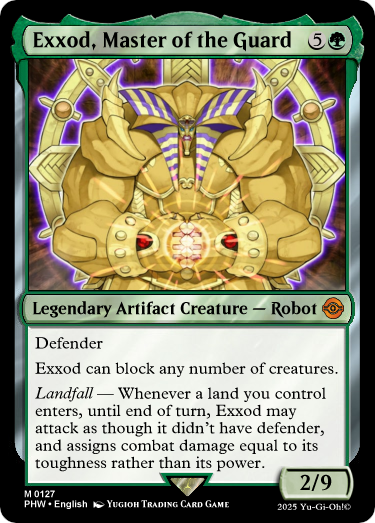 Exxod, Master of the Guard 5
Legendary Artifact Creature — Robot
Defender
Exxod can block any number of creatures.
Landfall — Whenever a land you control
enters, until end of turn, Exxod may
attack as though it didn't have defender,
and assigns combat damage equal to its
toughness rather than its power.
2/9
M 0127
PHW • English Yugioh Trading Card Game
2025 Yu-Gi-Oh!©